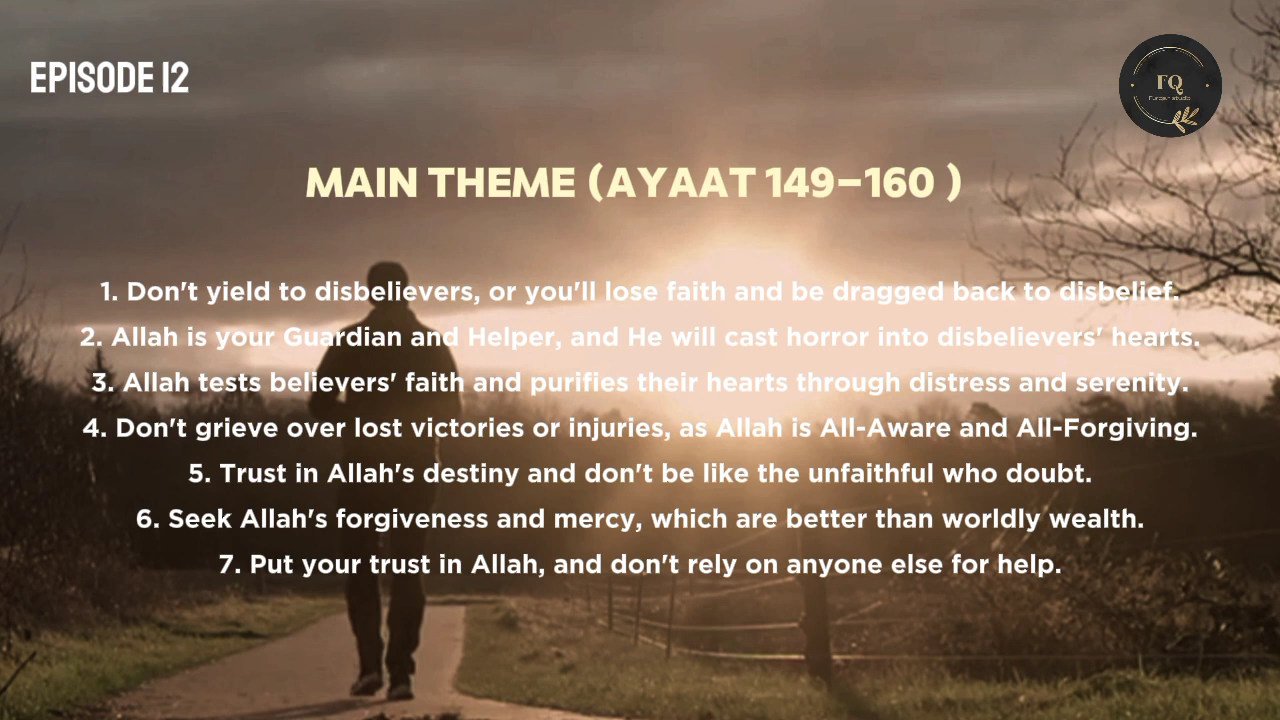 EPISODE 12
FQ
Furqan studio
MAIN THEME (AYAAT 149–160 )
1. Don't yield to disbelievers, or you'll lose faith and be dragged back to disbelief.
2. Allah is your Guardian and Helper, and He will cast horror into disbelievers' hearts.
3. Allah tests believers' faith and purifies their hearts through distress and serenity.
4. Don't grieve over lost victories or injuries, as Allah is All-Aware and All-Forgiving.
5. Trust in Allah's destiny and don't be like the unfaithful who doubt.
6. Seek Allah's forgiveness and mercy, which are better than worldly wealth.
7. Put your trust in Allah, and don't rely on anyone else for help.